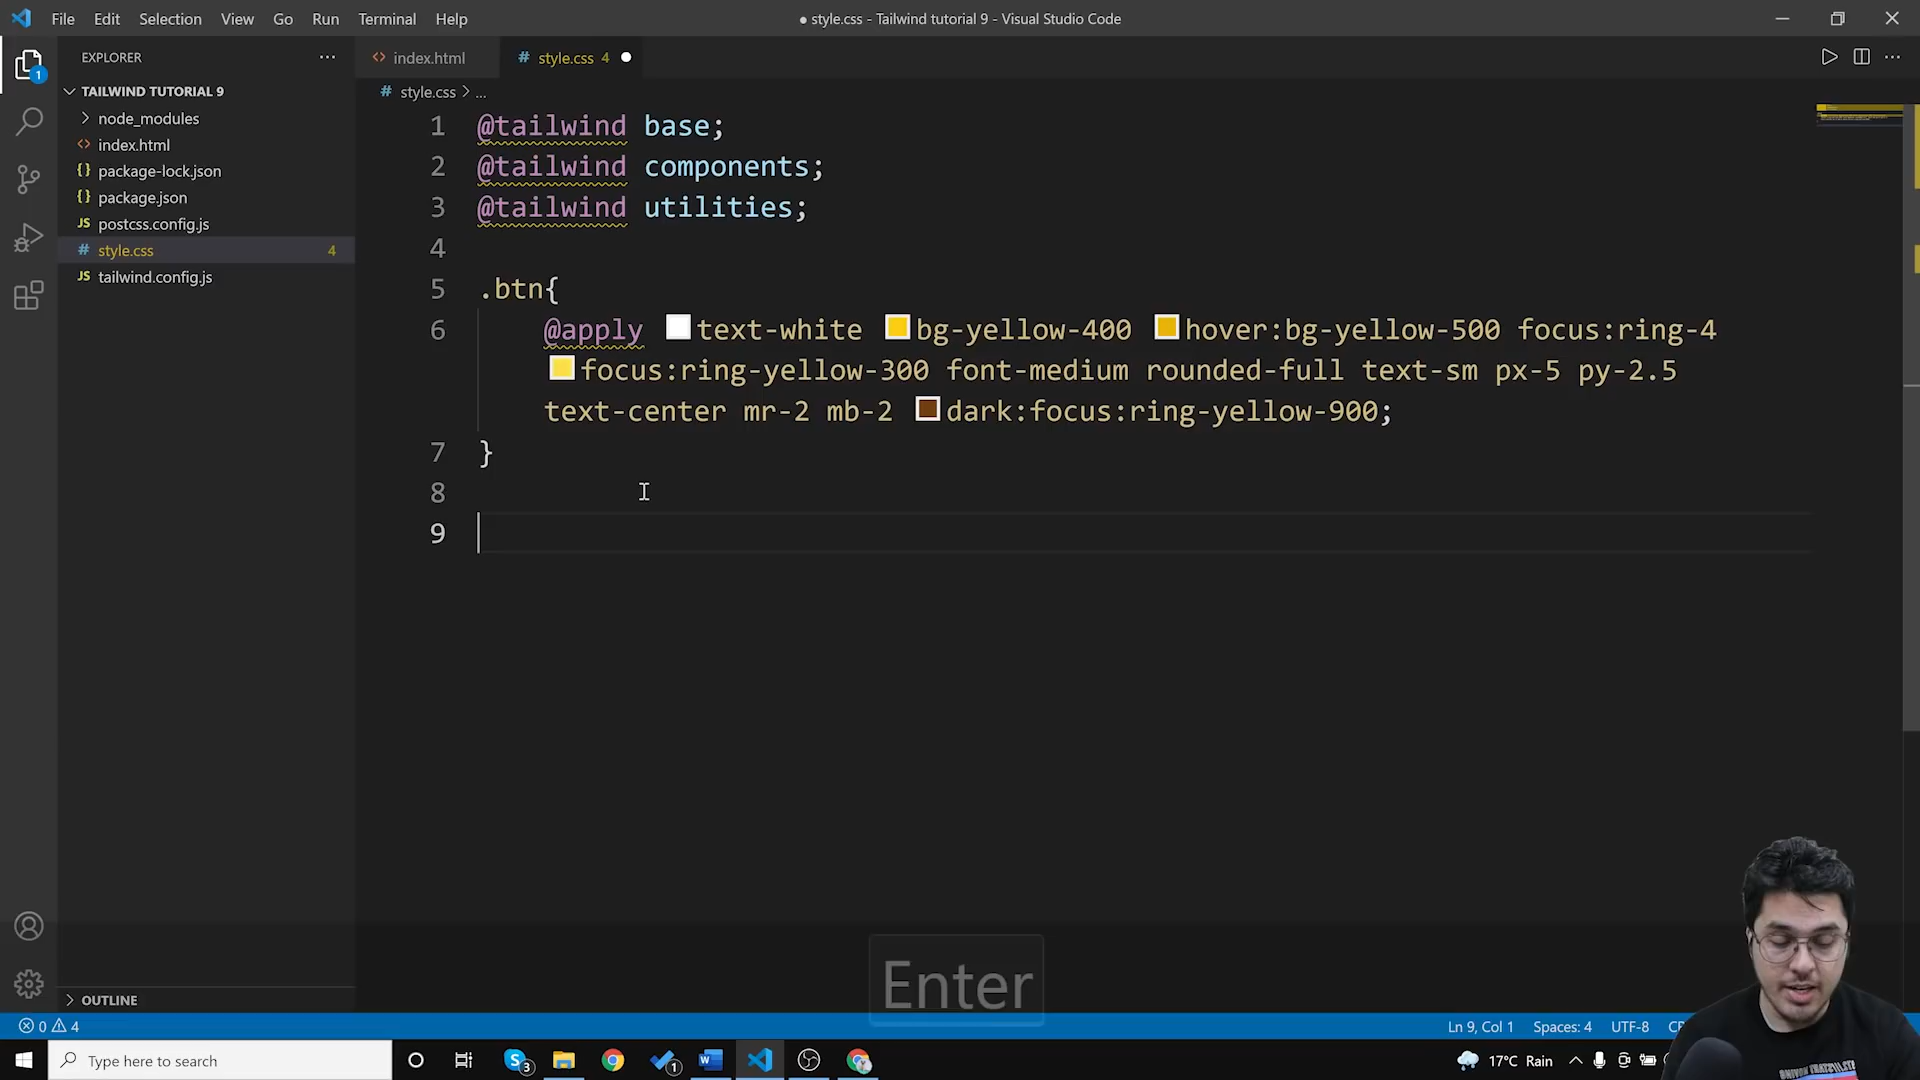 File Edit Selection View Go Run Terminal Help
● style.css - Tailwind tutorial 9 - Visual Studio Code
EXPLORER
index.html
# style.css 4
TAILWIND TUTORIAL 9
# style.css > ...
node_modules
index.html
package-lock.json
package.json
JS postcss.config.js
# style.css 4
JS tailwind.config.js
1 @tailwind base;
2 @tailwind components;
3 @tailwind utilities;
4
5 .btn{
6 @apply text-white bg-yellow-400 hover:bg-yellow-500 focus:ring-4
focus:ring-yellow-300 font-medium rounded-full text-sm px-5 py-2.5
text-center mr-2 mb-2 dark:focus:ring-yellow-900;
7 }
8
9
Enter
OUTLINE
0 4
Ln 9, Col 1 Spaces: 4 UTF-8
Type here to search
17°C Rain